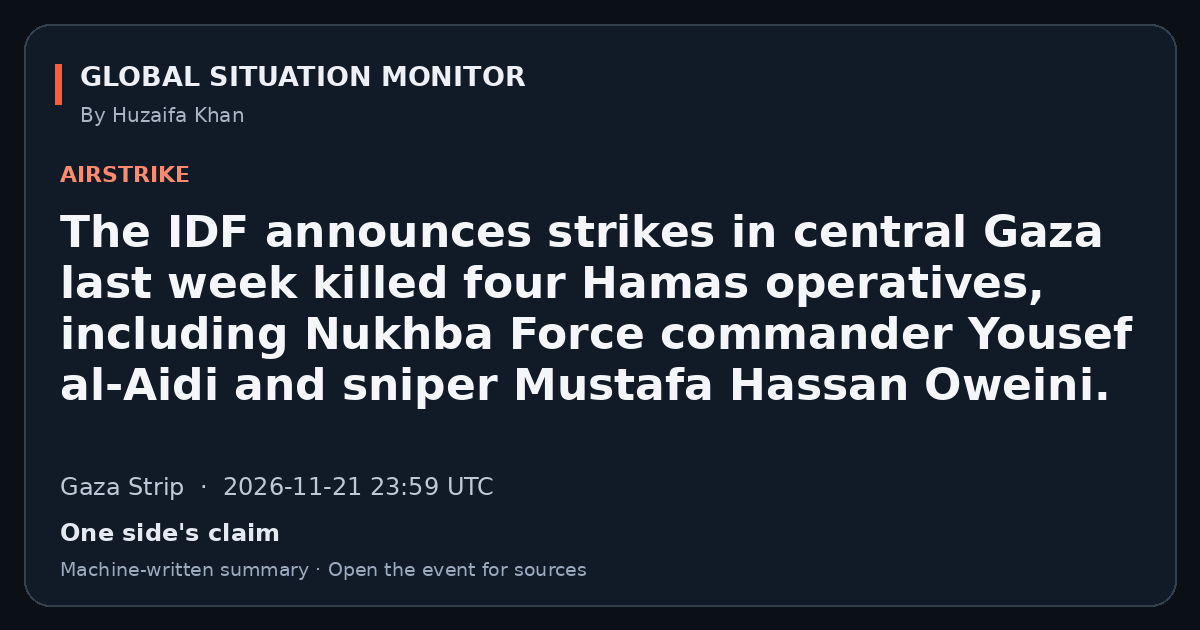 GLOBAL SITUATION MONITOR
By Huzaifa Khan
AIRSTRIKE
The IDF announces strikes in central Gaza
last week killed four Hamas operatives,
including Nukhba Force commander Yousef
al-Aidi and sniper Mustafa Hassan Oweini.
Gaza Strip · 2026-11-21 23:59 UTC
One side's claim
Machine-written summary · Open the event for sources